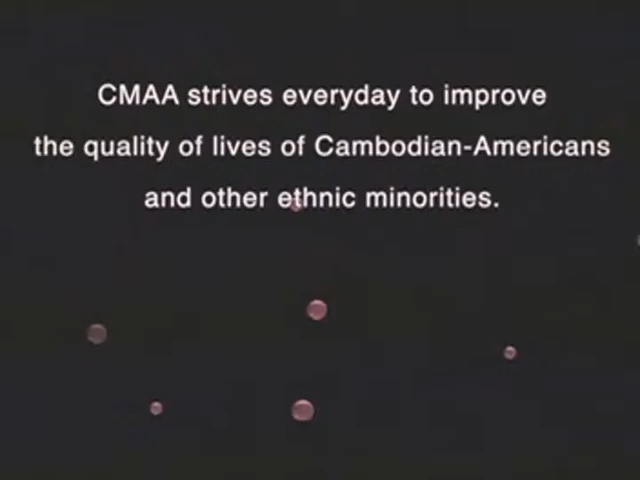 CMAA strives everyday to improve
the quality of lives of Cambodian-Americans
and other ethnic minorities.